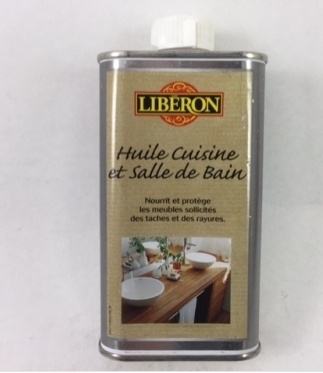 LIBERON
Huile Cuisine
et Salle de Bain
Nourrit et protège
les meubles sollicités
des taches et des rayures.